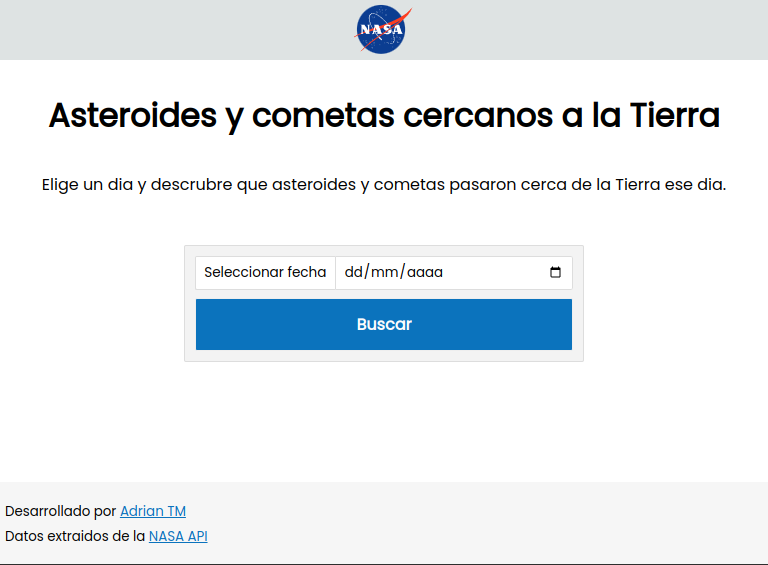 NASA
Asteroides y cometas cercanos a la Tierra
Elige un dia y descrubre que asteroides y cometas pasaron cerca de la Tierra ese dia.
Seleccionar fecha dd/mm/aaaa
Buscar
Desarrollado por Adrian TM
Datos extraidos de la NASA API